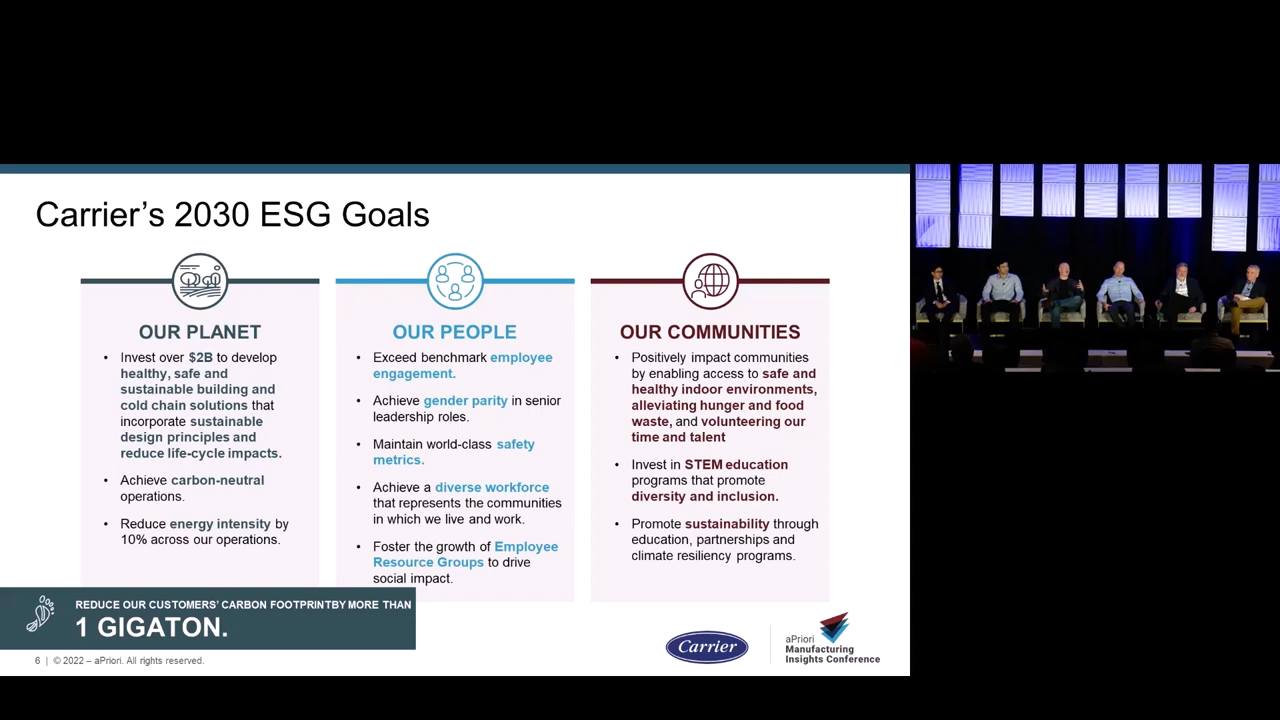 Carrier’s 2030 ESG Goals
OUR PLANET
• Invest over $2B to develop
healthy, safe and
sustainable building and
cold chain solutions that
incorporate sustainable
design principles and
reduce life-cycle impacts.
• Achieve carbon-neutral
operations.
• Reduce energy intensity by
10% across our operations.
OUR PEOPLE
• Exceed benchmark employee
engagement.
• Achieve gender parity in senior
leadership roles.
• Maintain world-class safety
metrics.
• Achieve a diverse workforce
that represents the communities
in which we live and work.
• Foster the growth of Employee
Resource Groups to drive
social impact.
OUR COMMUNITIES
• Positively impact communities
by enabling access to safe and
healthy indoor environments,
alleviating hunger and food
waste, and volunteering our
time and talent
• Invest in STEM education
programs that promote
diversity and inclusion.
• Promote sustainability through
education, partnerships and
climate resiliency programs.
REDUCE OUR CUSTOMERS’ CARBON FOOTPRINTBY MORE THAN
1 GIGATON.
6 | © 2022 – aPriori. All rights reserved.
Carrier
aPriori
Manufacturing
Insights Conference